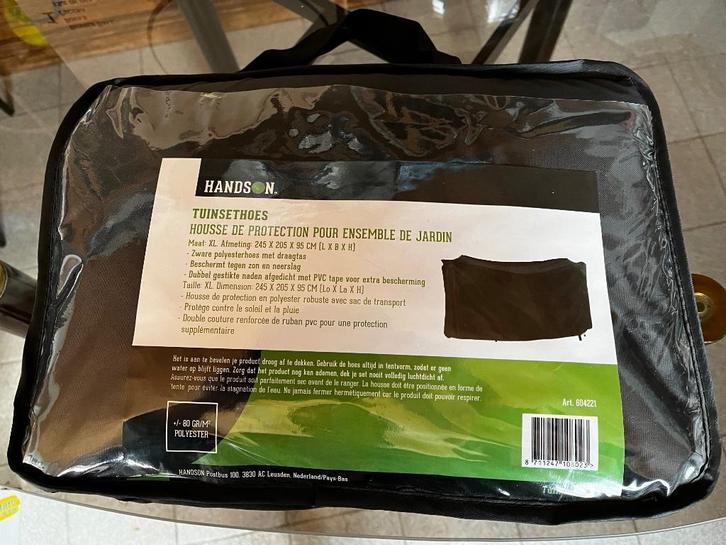 HANDSON
TUINSETHOES
HOUSSE DE PROTECTION POUR ENSEMBLE DE JARDIN
Maat: XL. Afmeting: 245 X 205 X 95 CM [L X B X H]
- Zware polyesterhoes met draagtas
- Beschermt tegen zon en neerslag
- Dubbel gestikte naden afgedicht met PVC tape voor extra bescherming
Taille: XL. Dimension: 245 X 205 X 95 CM [Lo X La X H]
- Housse de protection en polyester robuste avec sac de transport
- Protège contre le soleil et la pluie
- Double couture renforcée de ruban pvc pour une protection
supplémentaire
Het is aan te bevelen je product droog af te dekken. Gebruik de hoes altijd in tentvorm, zodat er geen
water op blijft liggen. Zorg dat het product nog kan ademen, dek je set nooit volledig luchtdicht af.
Assurez-vous que le produit soit parfaitement sec avant de le ranger. La housse doit être positionnée en forme de
tente pour éviter la stagnation de l'eau. Ne jamais fermer hermétiquement car le produit doit pouvoir respirer.
+/- 80 GR/M²
POLYESTER
Art. 604221
8 711247 103023 >
HANDSON Postbus 100, 3830 AC Leusden, Nederland/Pays-Bas